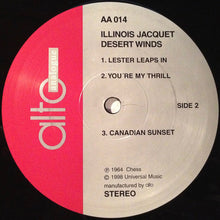 AA 014
ILLINOIS JACQUET
DESERT WINDS
1. LESTER LEAPS IN
2. YOU'RE MY THRILL
SIDE 2
3. CANADIAN SUNSET
℗ 1964 Chess
© 1998 Universal Music
manufactured by alto
STEREO
alto
analogue